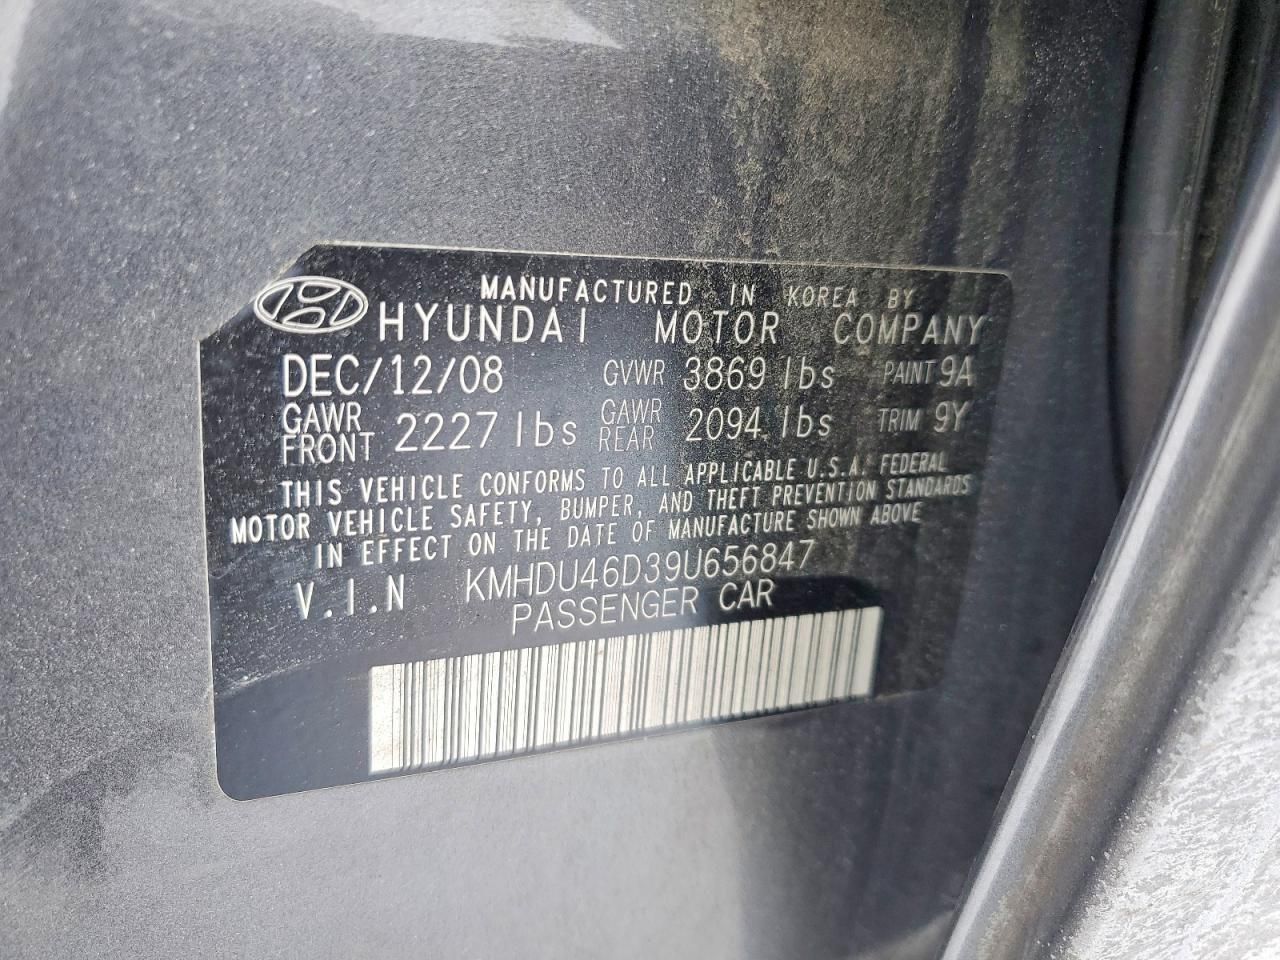 MANUFACTURED IN KOREA BY
HYUNDAI MOTOR COMPANY
DEC/12/08 GVWR 3869 lbs PAINT 9A
GAWR FRONT 2227 lbs GAWR REAR 2094 lbs TRIM 9Y
THIS VEHICLE CONFORMS TO ALL APPLICABLE U.S.A. FEDERAL
MOTOR VEHICLE SAFETY, BUMPER, AND THEFT PREVENTION STANDARDS
IN EFFECT ON THE DATE OF MANUFACTURE SHOWN ABOVE
V.I.N KMHDU46D39U656847
PASSENGER CAR